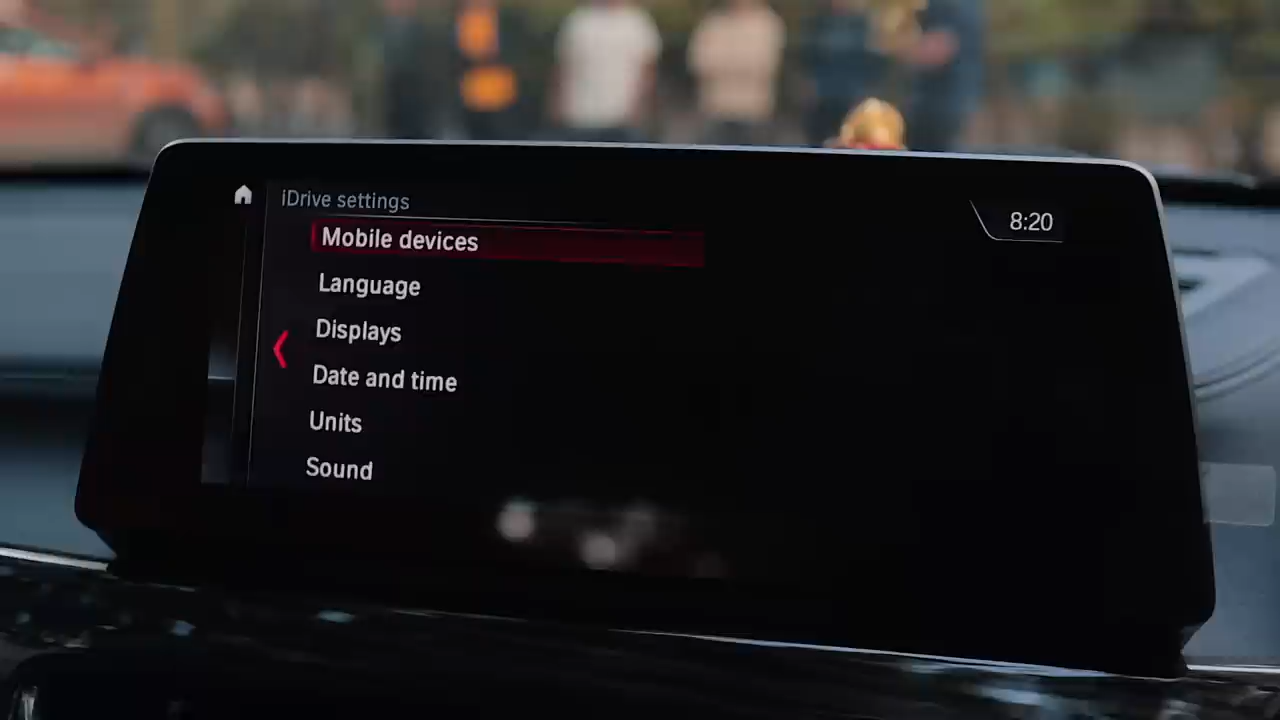 iDrive settings
8:20
Mobile devices
Language
Displays
Date and time
Units
Sound